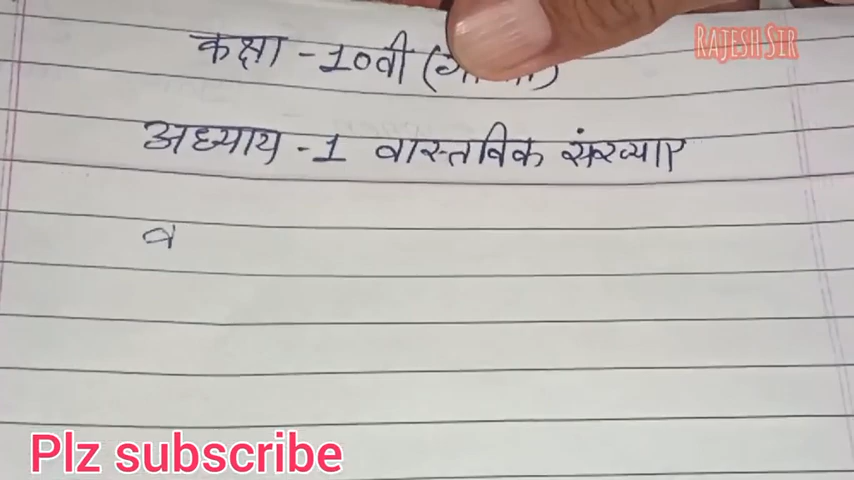 RAJESH SIR
कक्षा - 10वी
अध्याय - 1 वास्तविक संख्याए
व
Plz subscribe